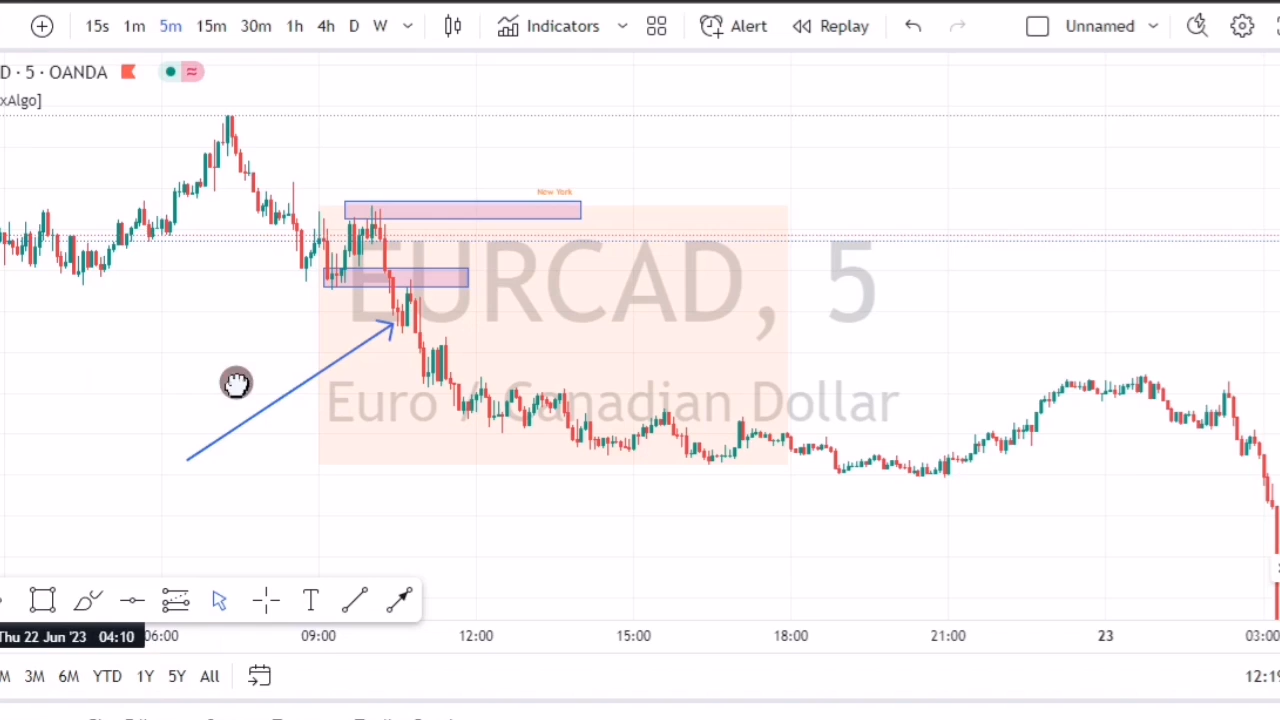 15s 1m 5m 15m 30m 1h 4h D W Indicators Alert Replay Unnamed
D · 5 · OANDA
xAlgo]
New York
EURCAD, 5
Euro / Canadian Dollar
Thu 22 Jun '23 04:10 06:00 09:00 12:00 15:00 18:00 21:00 23 03:00
M 3M 6M YTD 1Y 5Y All 12:19